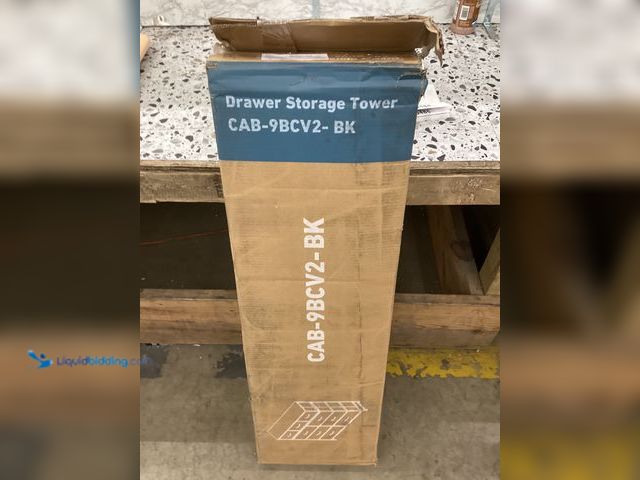 Drawer Storage Tower
CAB-9BCV2- BK
CAB-9BCV2-BK
Liquidbidding.com